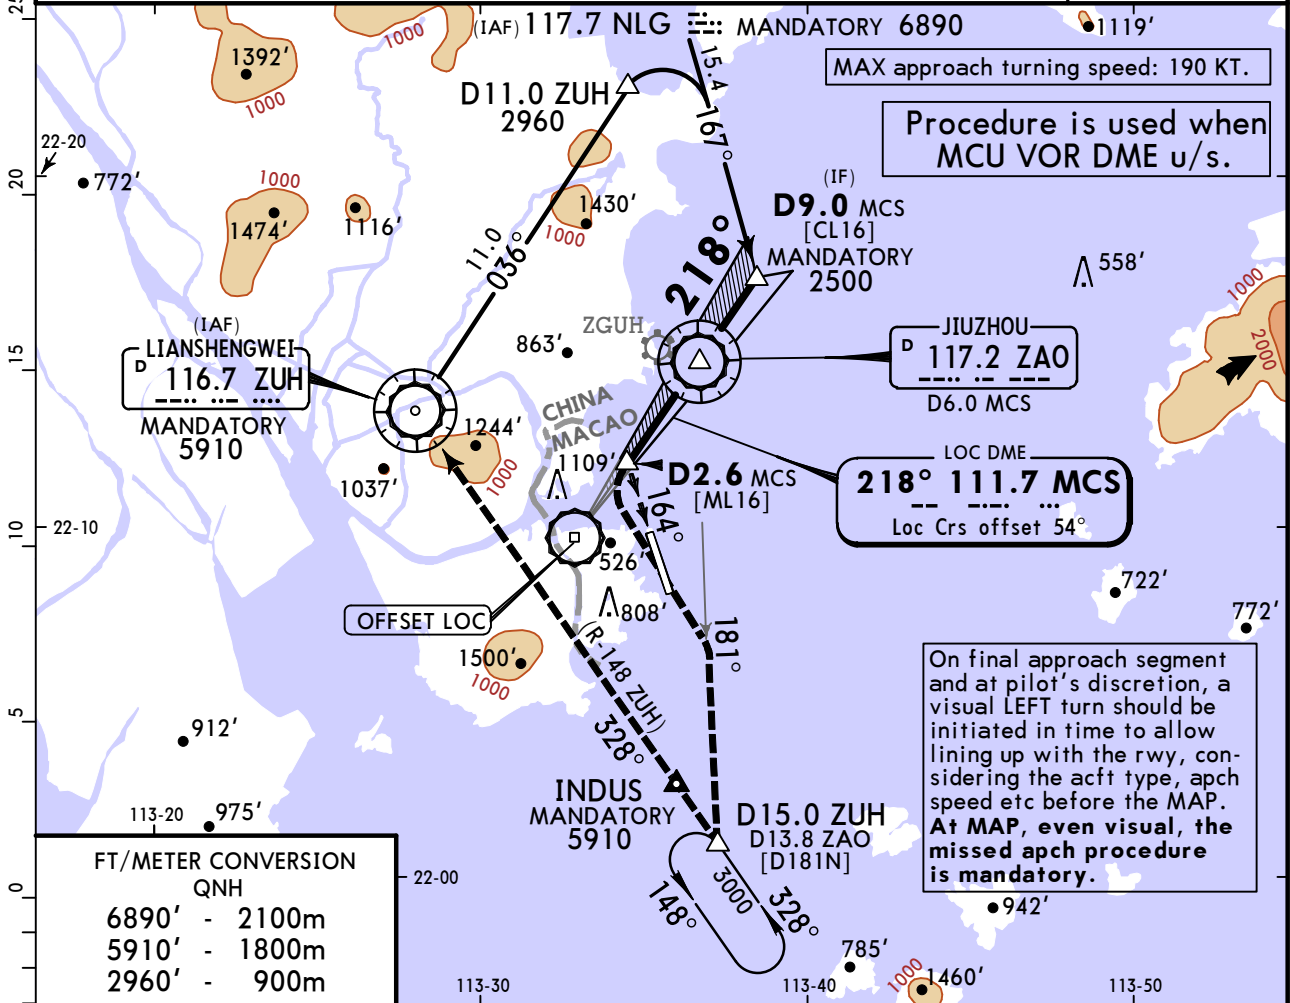 25
(IAF) 117.7 NLG MANDATORY 6890
1000
1119'
1392'
1000
15.4
MAX approach turning speed: 190 KT.
D11.0 ZUH
2960
167°
Procedure is used when
MCU VOR DME u/s.
22-20
20
772'
1000
1474'
1116'
1430'
1000
(IF)
D9.0 MCS
[CL16]
MANDATORY
2500
218°
11.0
036°
558'
1000
2000
(IAF)
LIANSHENGWEI
D 116.7 ZUH
MANDATORY
5910
15
863'
ZGUH
JIUZHOU
D 117.2 ZAO
D6.0 MCS
CHINA
MACAO
1244'
1000
1037'
1109'
D2.6 MCS
[ML16]
LOC DME
218° 111.7 MCS
Loc Crs offset 54°
164°
10
22-10
526'
722'
OFFSET LOC
808'
772'
181°
1500'
1000
(R-148 ZUH)
328°
On final approach segment
and at pilot's discretion, a
visual LEFT turn should be
initiated in time to allow
lining up with the rwy, con-
sidering the acft type, apch
speed etc before the MAP.
At MAP, even visual, the
missed apch procedure
is mandatory.
5
912'
INDUS
MANDATORY
5910
D15.0 ZUH
D13.8 ZAO
[D181N]
113-20
975'
FT/METER CONVERSION
QNH
6890' - 2100m
5910' - 1800m
2960' - 900m
0
22-00
3000
148°
328°
942'
785'
1000
1460'
113-30
113-40
113-50